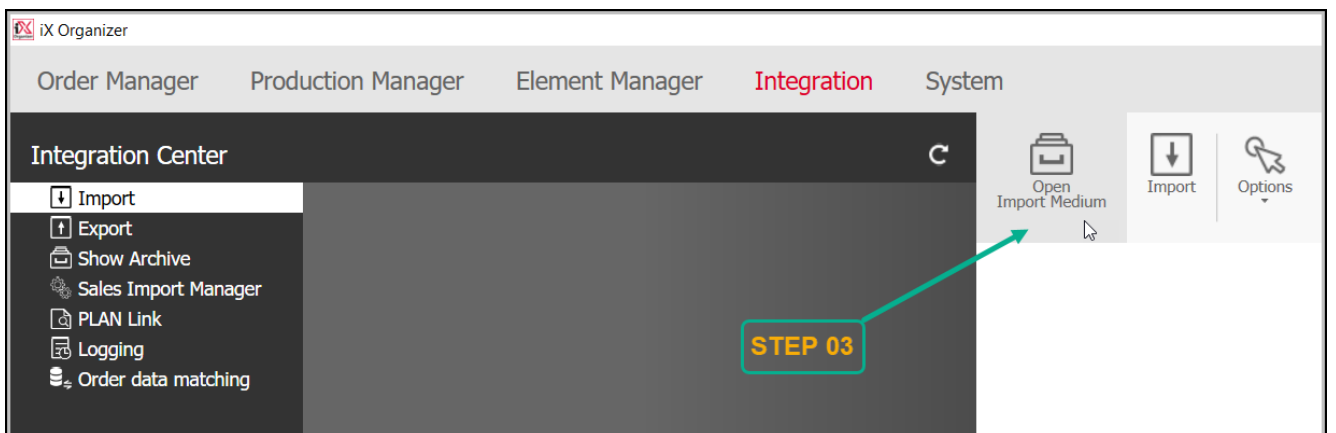 iX Organizer
Order Manager Production Manager Element Manager Integration System
Integration Center
Import
Export
Show Archive
Sales Import Manager
PLAN Link
Logging
Order data matching
Open
Import Medium
Import
Options
STEP 03